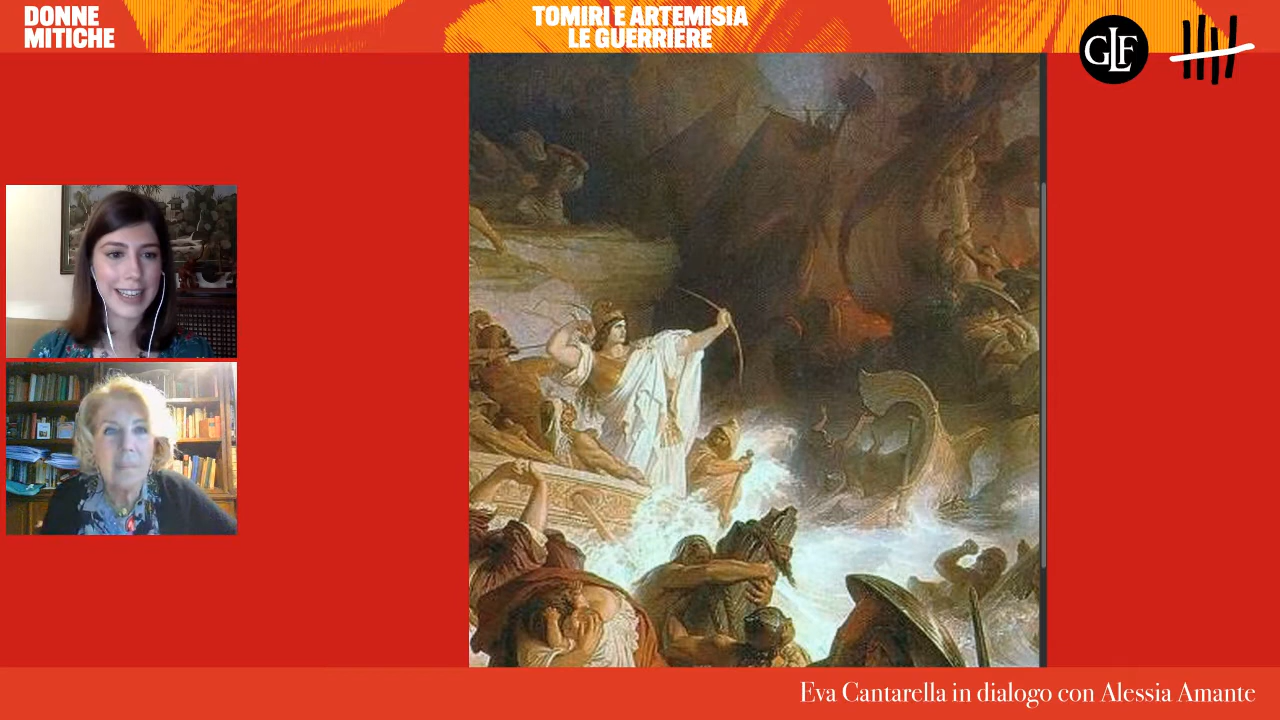 DONNE
MITICHE
TOMIRI E ARTEMISIA
LE GUERRIERE
GLF
Eva Cantarella in dialogo con Alessia Amante